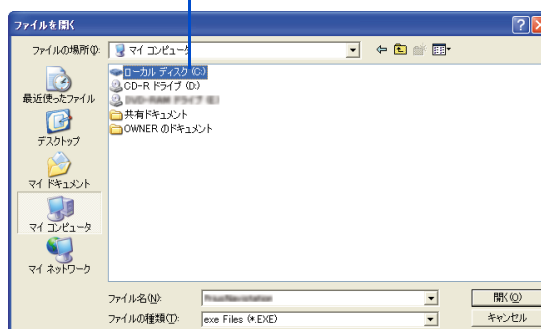 ファイルを開く
ファイルの場所(I):
マイ コンピュータ
ローカル ディスク (C:)
CD-R ドライブ (D:)
共有ドキュメント
OWNER のドキュメント
最近使ったファイル
デスクトップ
マイ ドキュメント
マイ コンピュータ
マイ ネットワーク
ファイル名(N):
開く(O)
ファイルの種類(T):
exe Files (*.EXE)
キャンセル